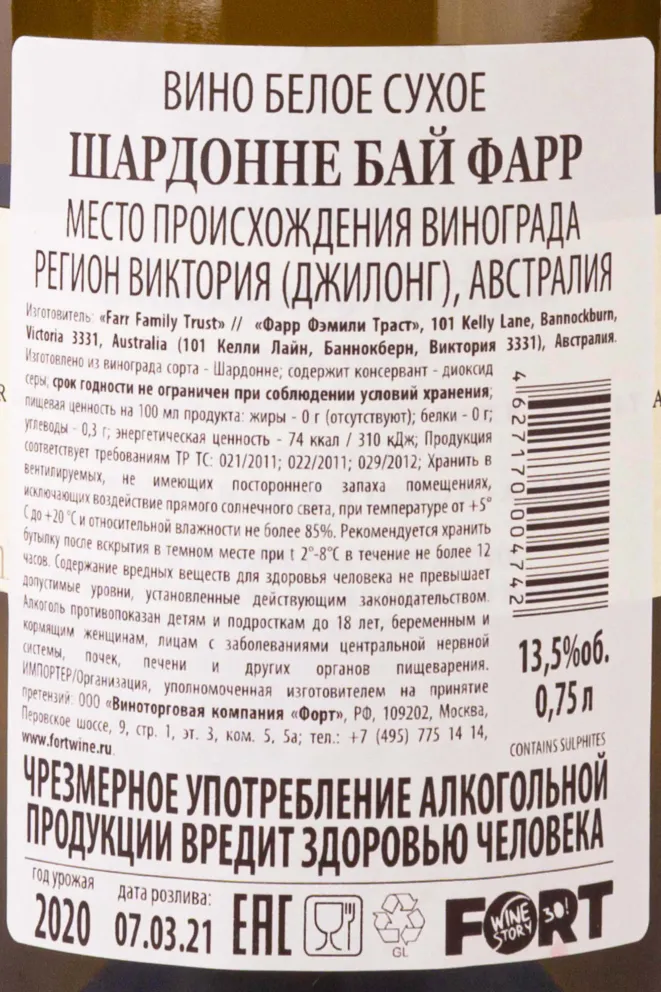 ВИНО БЕЛОЕ СУХОЕ
ШАРДОННЕ БАЙ ФАРР
МЕСТО ПРОИСХОЖДЕНИЯ ВИНОГРАДА
РЕГИОН ВИКТОРИЯ (ДЖИЛОНГ), АВСТРАЛИЯ
Изготовитель: «Farr Family Trust» // «Фарр Фэмили Траст», 101 Kelly Lane, Bannockburn,
Victoria 3331, Australia (101 Келли Лайн, Баннокберн, Виктория 3331), Австралия.
Изготовлено из винограда сорта - Шардонне; содержит консервант - диоксид
серы; срок годности не ограничен при соблюдении условий хранения;
пищевая ценность на 100 мл продукта: жиры - 0 г (отсутствуют); белки - 0 г;
углеводы - 0,3 г; энергетическая ценность - 74 ккал / 310 кДж; Продукция
соответствует требованиям ТР ТС: 021/2011; 022/2011; 029/2012; Хранить в
вентилируемых, не имеющих постороннего запаха помещениях,
исключающих воздействие прямого солнечного света, при температуре от +5°
С до +20 °С и относительной влажности не более 85%. Рекомендуется хранить
бутылку после вскрытия в темном месте при t 2°-8°С в течение не более 12
часов. Содержание вредных веществ для здоровья человека не превышает
допустимые уровни, установленные действующим законодательством.
Алкоголь противопоказан детям и подросткам до 18 лет, беременным и
кормящим женщинам, лицам с заболеваниями центральной нервной
системы, почек, печени и других органов пищеварения.
ИМПОРТЕР/Организация, уполномоченная изготовителем на принятие
претензий: ООО «Виноторговая компания «Форт», РФ, 109202, Москва,
Перовское шоссе, 9, стр. 1, эт. 3, ком. 5, 5а; тел.: +7 (495) 775 14 14,
www.fortwine.ru
4 627170 004742
13,5%об.
0,75 л
CONTAINS SULPHITES
ЧРЕЗМЕРНОЕ УПОТРЕБЛЕНИЕ АЛКОГОЛЬНОЙ
ПРОДУКЦИИ ВРЕДИТ ЗДОРОВЬЮ ЧЕЛОВЕКА
год урожая
2020
дата розлива:
07.03.21
ЕАС
GL
FORT
WINE
STORY
30!